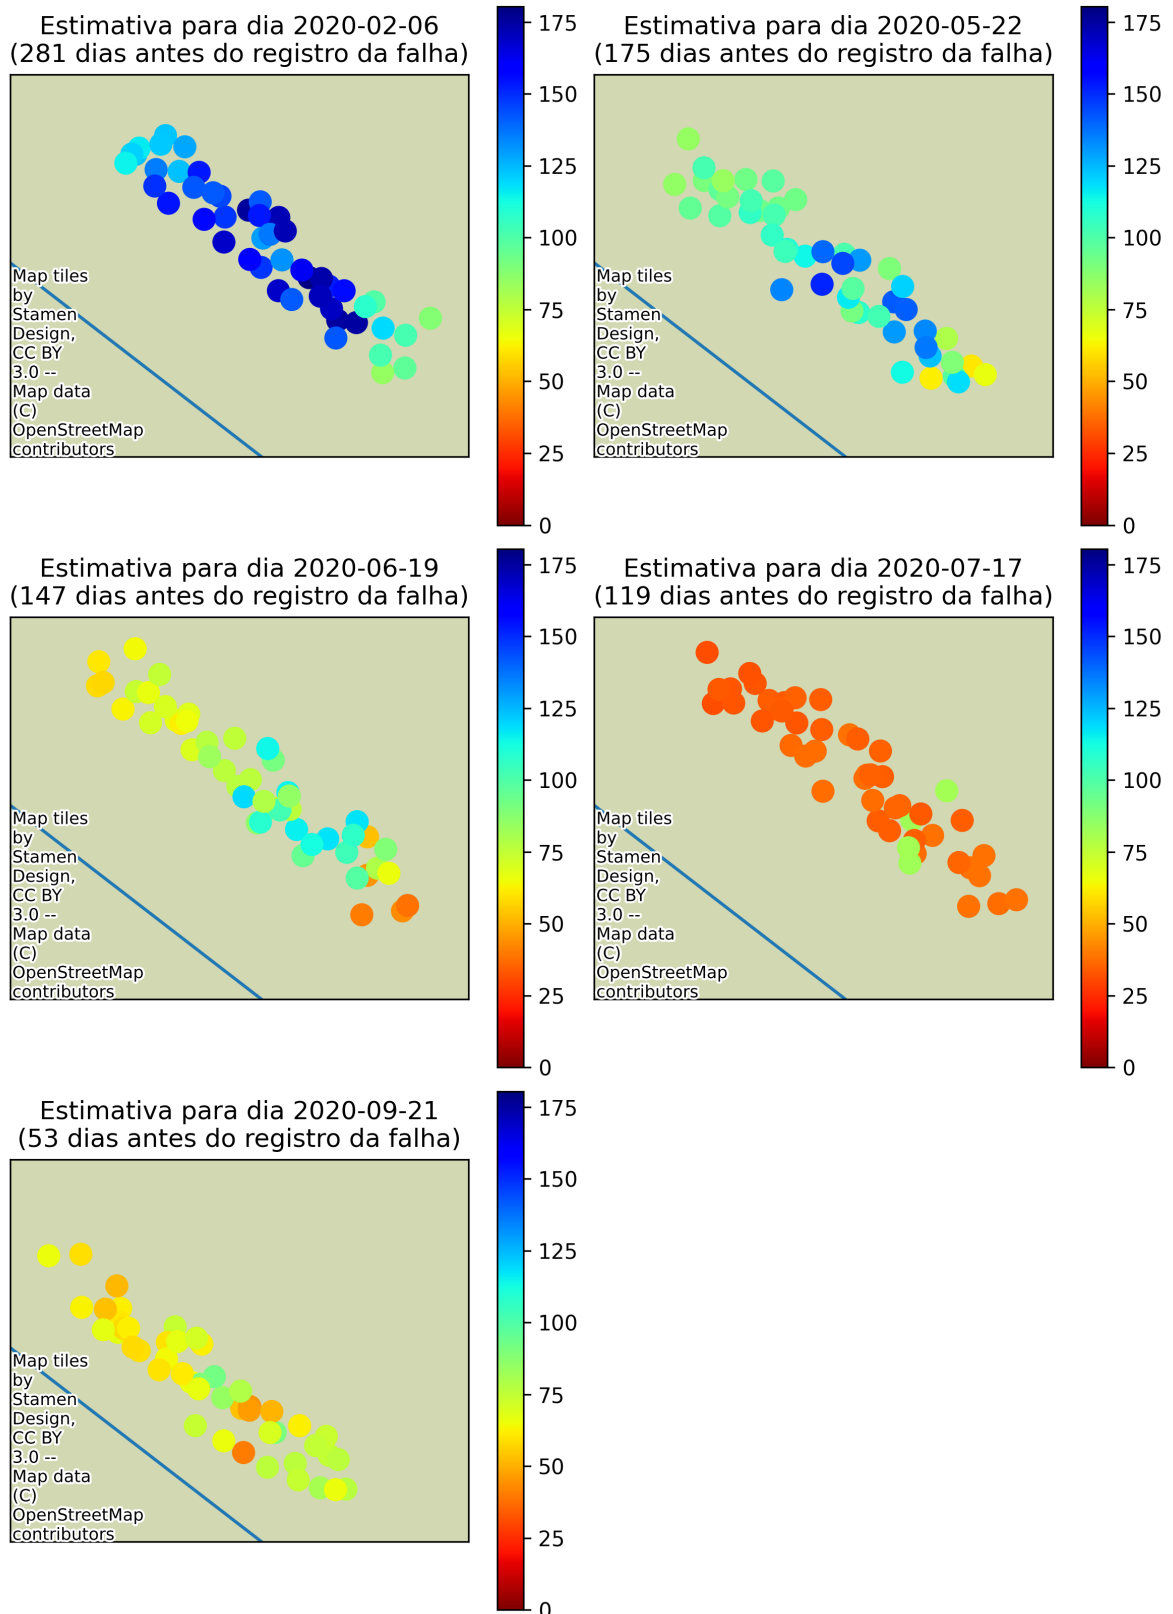 Estimativa para dia 2020-02-06
(281 dias antes do registro da falha)
175
150
125
100
75
50
25
0
Map tiles
by
Stamen
Design,
CC BY
3.0 --
Map data
(C)
OpenStreetMap
contributors
Estimativa para dia 2020-05-22
(175 dias antes do registro da falha)
175
150
125
100
75
50
25
0
Map tiles
by
Stamen
Design,
CC BY
3.0 --
Map data
(C)
OpenStreetMap
contributors
Estimativa para dia 2020-06-19
(147 dias antes do registro da falha)
175
150
125
100
75
50
25
0
Map tiles
by
Stamen
Design,
CC BY
3.0 --
Map data
(C)
OpenStreetMap
contributors
Estimativa para dia 2020-07-17
(119 dias antes do registro da falha)
175
150
125
100
75
50
25
0
Map tiles
by
Stamen
Design,
CC BY
3.0 --
Map data
(C)
OpenStreetMap
contributors
Estimativa para dia 2020-09-21
(53 dias antes do registro da falha)
175
150
125
100
75
50
25
0
Map tiles
by
Stamen
Design,
CC BY
3.0 --
Map data
(C)
OpenStreetMap
contributors